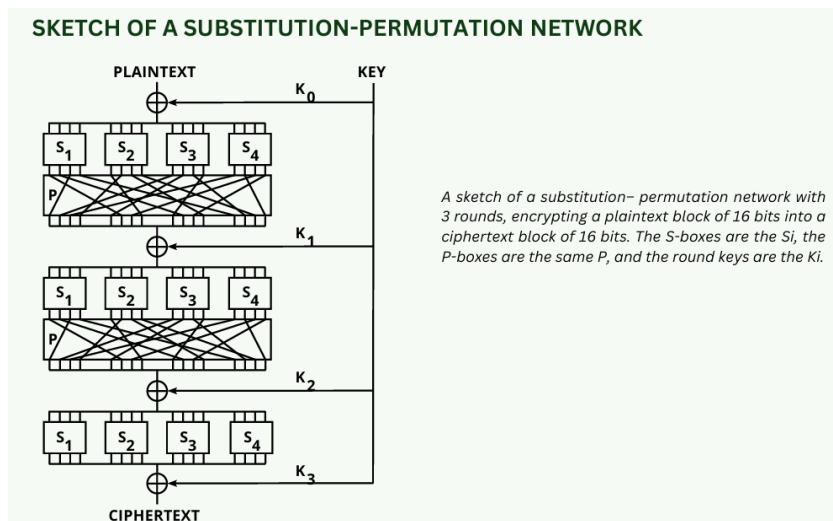 SKETCH OF A SUBSTITUTION-PERMUTATION NETWORK
PLAINTEXT KEY
K0
S1 S2 S3 S4
P
A sketch of a substitution– permutation network with
3 rounds, encrypting a plaintext block of 16 bits into a
ciphertext block of 16 bits. The S-boxes are the Si, the
P-boxes are the same P, and the round keys are the Ki.
K1
S1 S2 S3 S4
P
K2
S1 S2 S3 S4
K3
CIPHERTEXT